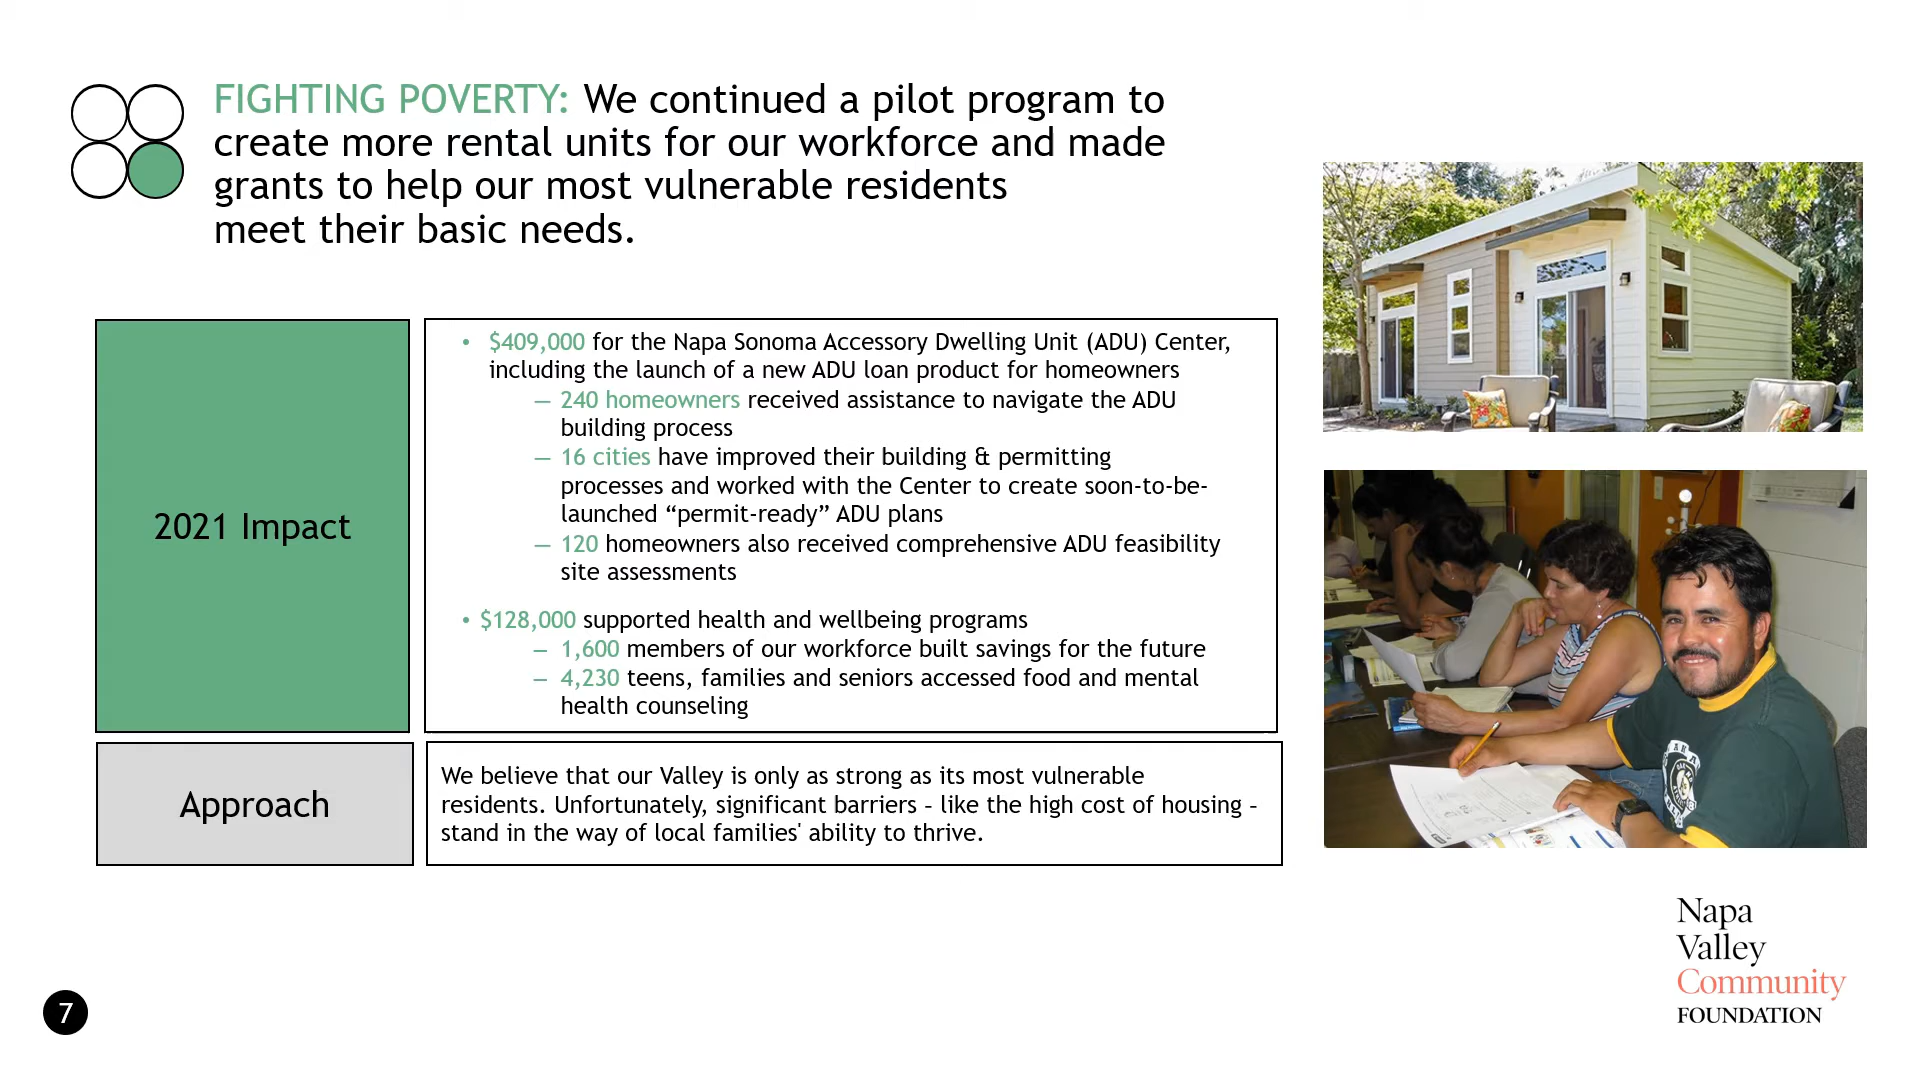 FIGHTING POVERTY: We continued a pilot program to
create more rental units for our workforce and made
grants to help our most vulnerable residents
meet their basic needs.
2021 Impact
• $409,000 for the Napa Sonoma Accessory Dwelling Unit (ADU) Center,
including the launch of a new ADU loan product for homeowners
— 240 homeowners received assistance to navigate the ADU
building process
— 16 cities have improved their building & permitting
processes and worked with the Center to create soon-to-be-
launched “permit-ready” ADU plans
— 120 homeowners also received comprehensive ADU feasibility
site assessments
• $128,000 supported health and wellbeing programs
– 1,600 members of our workforce built savings for the future
– 4,230 teens, families and seniors accessed food and mental
health counseling
Approach
We believe that our Valley is only as strong as its most vulnerable
residents. Unfortunately, significant barriers – like the high cost of housing –
stand in the way of local families' ability to thrive.
Napa
Valley
Community
FOUNDATION
7